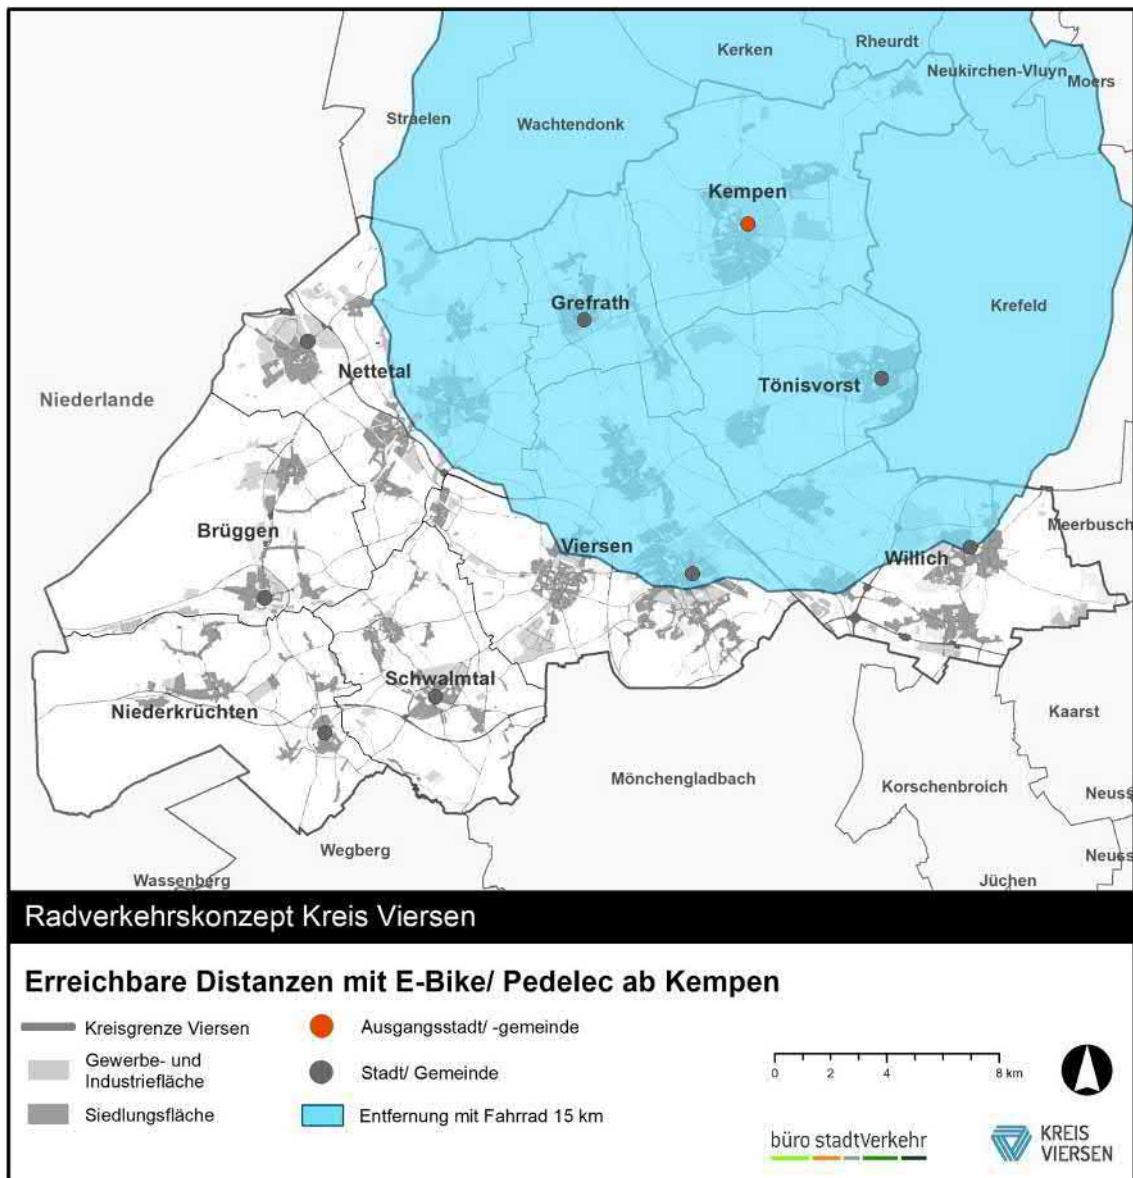 Kerken
Rheurdt
Neukirchen-Vluyn
Moers
Straelen
Wachtendonk
Kempen
Grefrath
Krefeld
Nettetal
Tönisvorst
Niederlande
Brüggen
Viersen
Meerbusch
Willich
Schwalmtal
Niederkrüchten
Kaarst
Mönchengladbach
Korschenbroich
Neuss
Wegberg
Neuss
Wassenberg
Jüchen
Radverkehrskonzept Kreis Viersen
Erreichbare Distanzen mit E-Bike/ Pedelec ab Kempen
Kreisgrenze Viersen
Gewerbe- und
Industriefläche
Siedlungsfläche
Ausgangsstadt/ -gemeinde
Stadt/ Gemeinde
Entfernung mit Fahrrad 15 km
0 2 4 8 km
büro stadtVerkehr
KREIS
VIERSEN